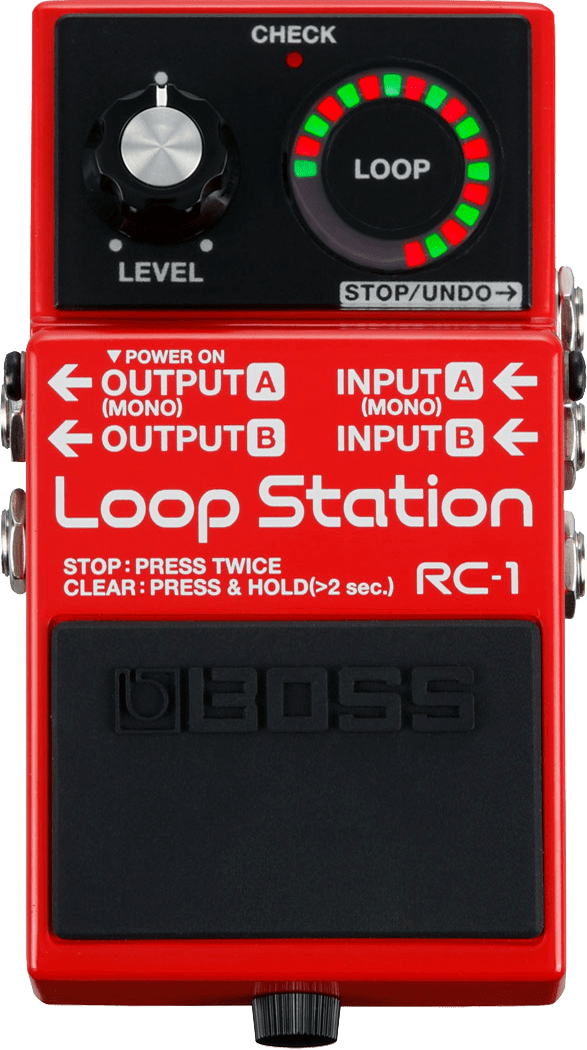 CHECK
LOOP
LEVEL
STOP/UNDO→
▼POWER ON
←OUTPUT A
(MONO)
INPUT A←
(MONO)
←OUTPUT B
INPUT B←
Loop Station
STOP : PRESS TWICE
CLEAR : PRESS & HOLD(>2 sec.)
RC-1
BOSS